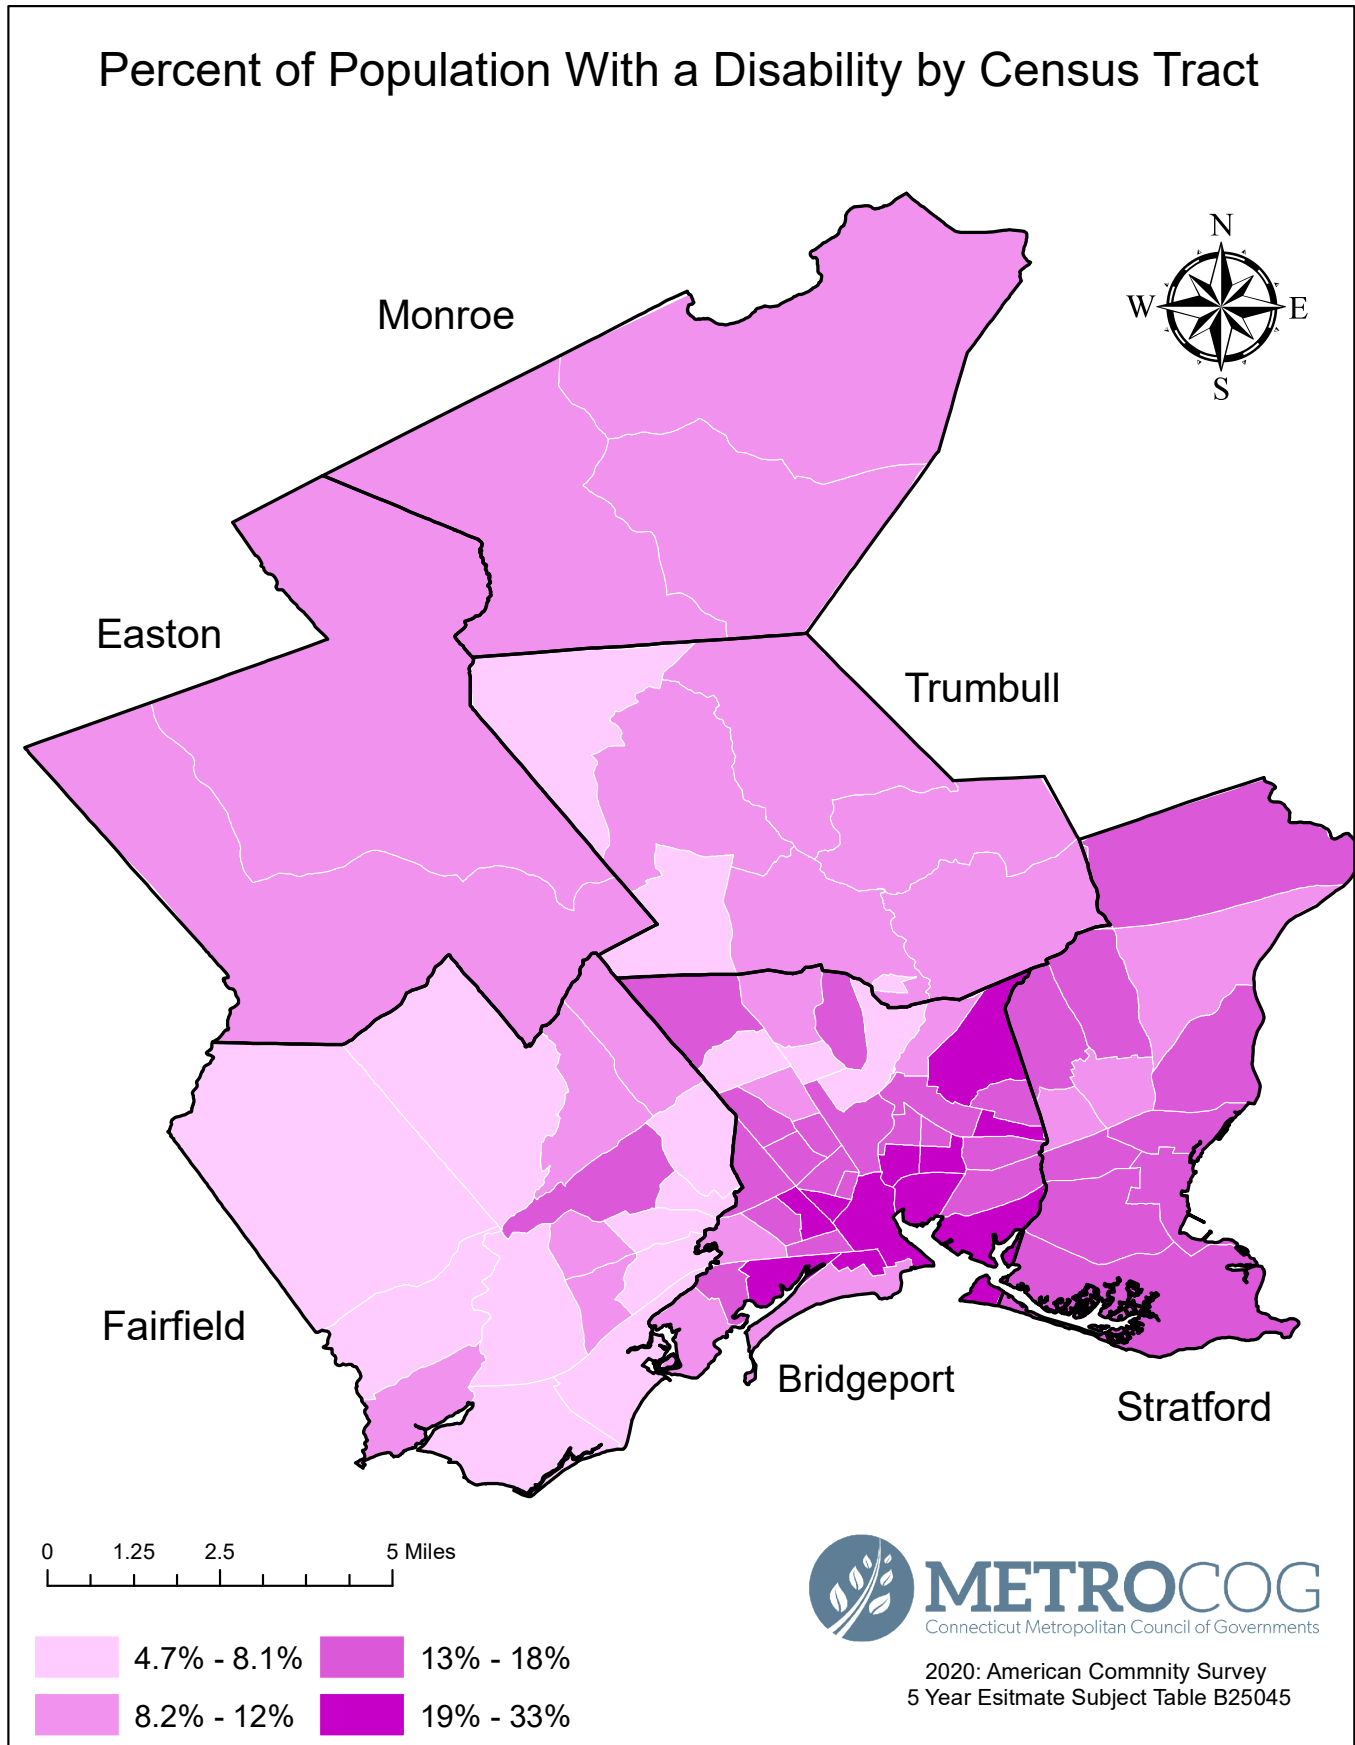 Percent of Population With a Disability by Census Tract
N
W E
S
Monroe
Easton
Trumbull
Fairfield
Bridgeport
Stratford
0 1.25 2.5 5 Miles
4.7% - 8.1%
8.2% - 12%
13% - 18%
19% - 33%
METROCOG
Connecticut Metropolitan Council of Governments
2020: American Commnity Survey
5 Year Esitmate Subject Table B25045